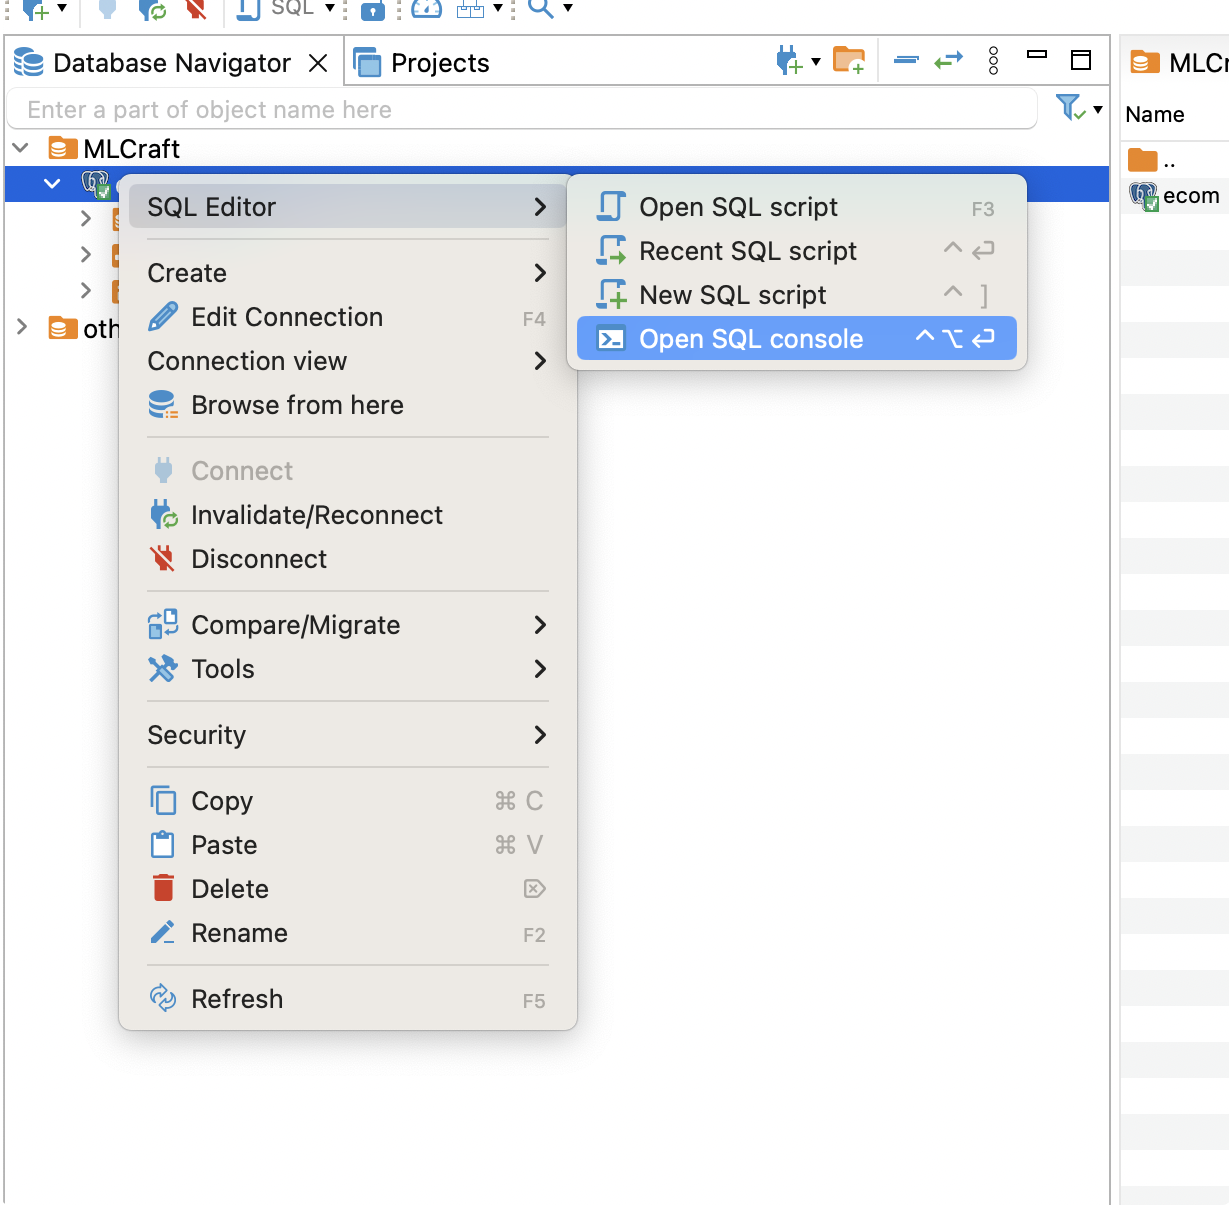 SQL
Database Navigator
Projects
Enter a part of object name here
MLCraft
oth
SQL Editor
Create
Edit Connection F4
Connection view
Browse from here
Connect
Invalidate/Reconnect
Disconnect
Compare/Migrate
Tools
Security
Copy ⌘ C
Paste ⌘ V
Delete ⌦
Rename F2
Refresh F5
Open SQL script F3
Recent SQL script ^ ↩
New SQL script ^ ]
Open SQL console ^ ⌥ ↩
MLCr
Name
..
ecom